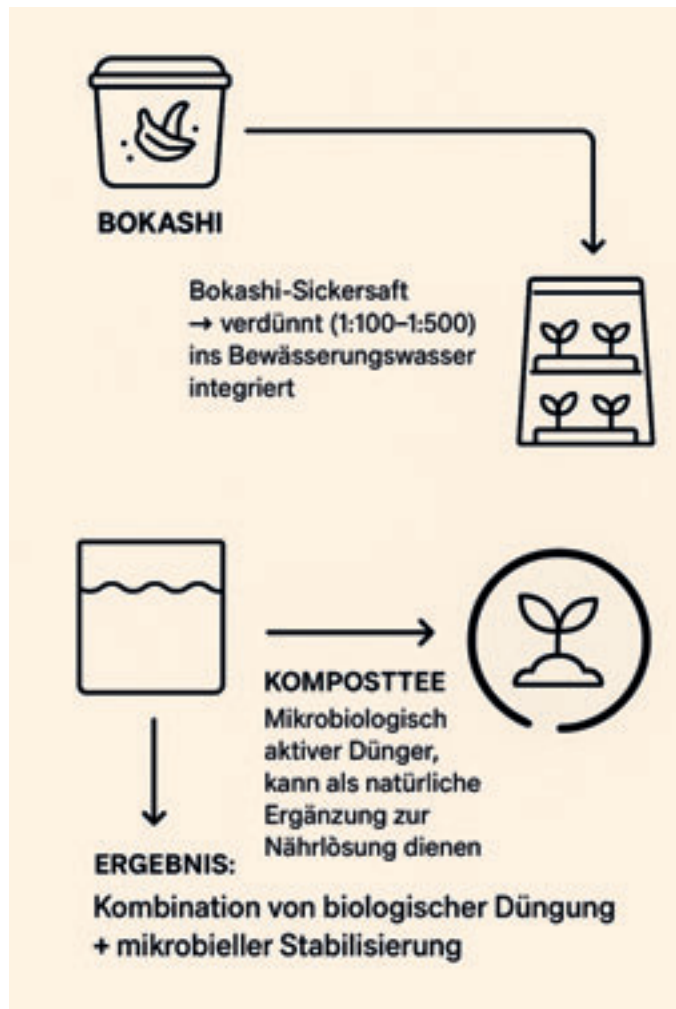 BOKASHI
Bokashi-Sickersaft
→ verdünnt (1:100–1:500)
ins Bewässerungswasser
integriert
KOMPOSTTEE
Mikrobiologisch
aktiver Dünger,
kann als natürliche
Ergänzung zur
Nährlòsung dienen
ERGEBNIS:
Kombination von biologischer Düngung
+ mikrobieller Stabilisierung